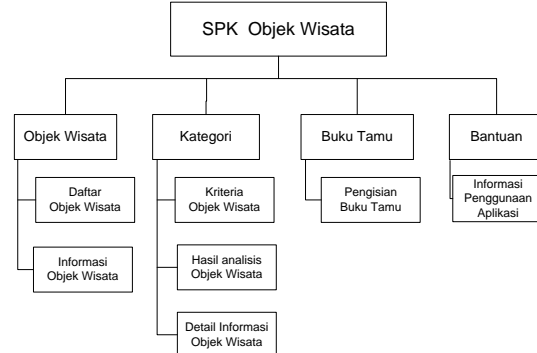 SPK Objek Wisata
Objek Wisata
Kategori
Buku Tamu
Bantuan
Daftar
Objek Wisata
Kriteria
Objek Wisata
Pengisian
Buku Tamu
Informasi
Penggunaan
Aplikasi
Informasi
Objek Wisata
Hasil analisis
Objek Wisata
Detail Informasi
Objek Wisata